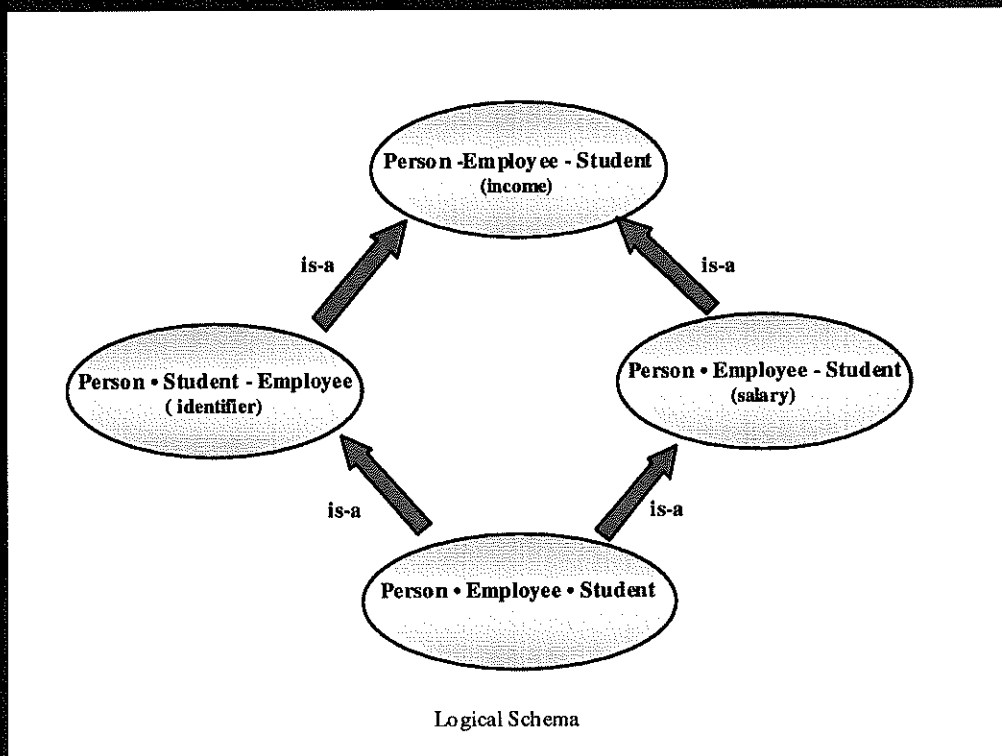 Person -Employee - Student
(income)
is-a
is-a
Person • Student - Employee
( identifier)
Person • Employee - Student
(salary)
is-a
is-a
Person • Employee • Student
Logical Schema